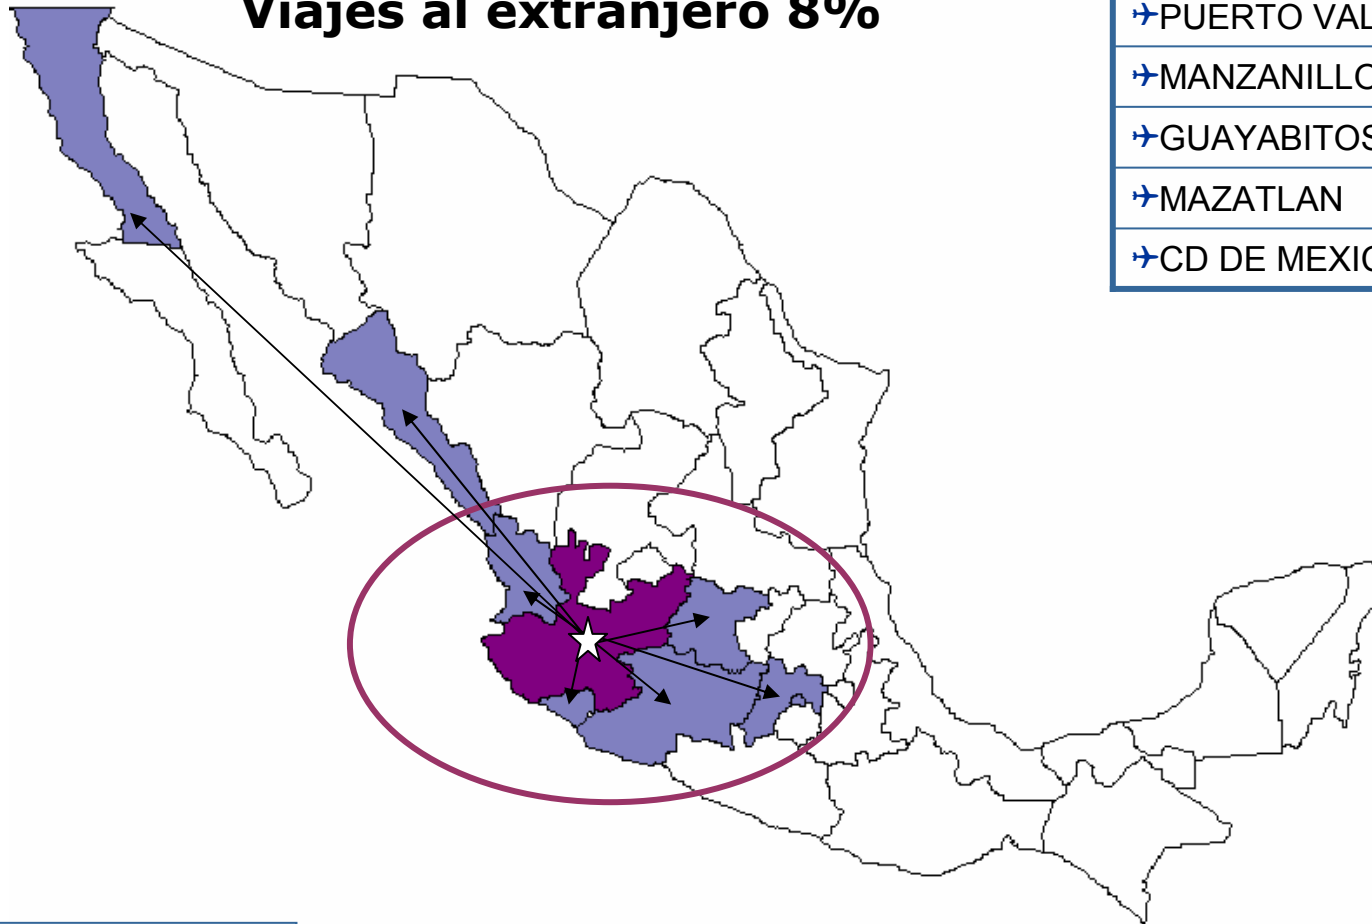 Viajes al extranjero 8%
PUERTO VAL
MANZANILLO
GUAYABITOS
MAZATLAN
CD DE MEXIC